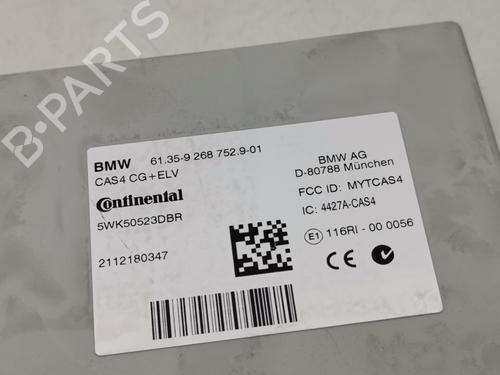 BMW 61.35-9 268 752.9-01
CAS4 CG+ELV
Continental
5WK50523DBR
2112180347
BMW AG
D-80788 München
FCC ID: MYTCAS4
IC: 4427A-CAS4
E1 116RI - 00 0056
CE
B-PARTS